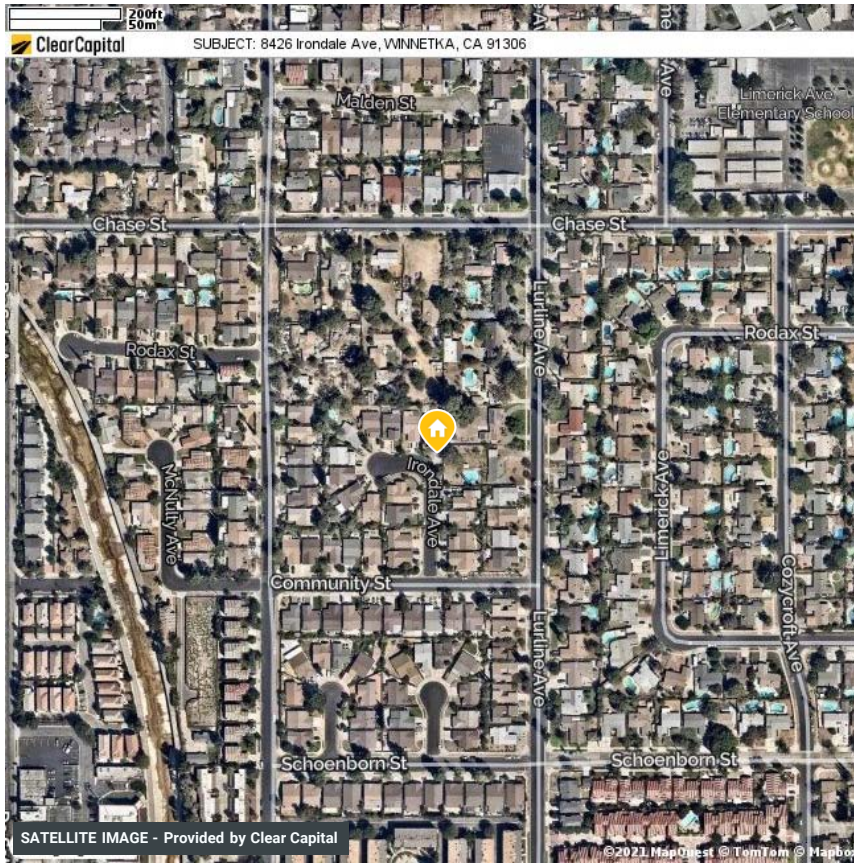 200ft
50m
ClearCapital
SUBJECT: 8426 Irondale Ave, WINNETKA, CA 91306
Malden St
Limerick Ave
Elementary School
Chase St
Chase St
Lurline Ave
Rodax St
Rodax St
Irondale Ave
McNulty Ave
Limerick Ave
Community St
Cozycroft Ave
Lurline Ave
Schoenborn St
Schoenborn St
SATELLITE IMAGE - Provided by Clear Capital
©2021 MapQuest © TomTom © Mapbox